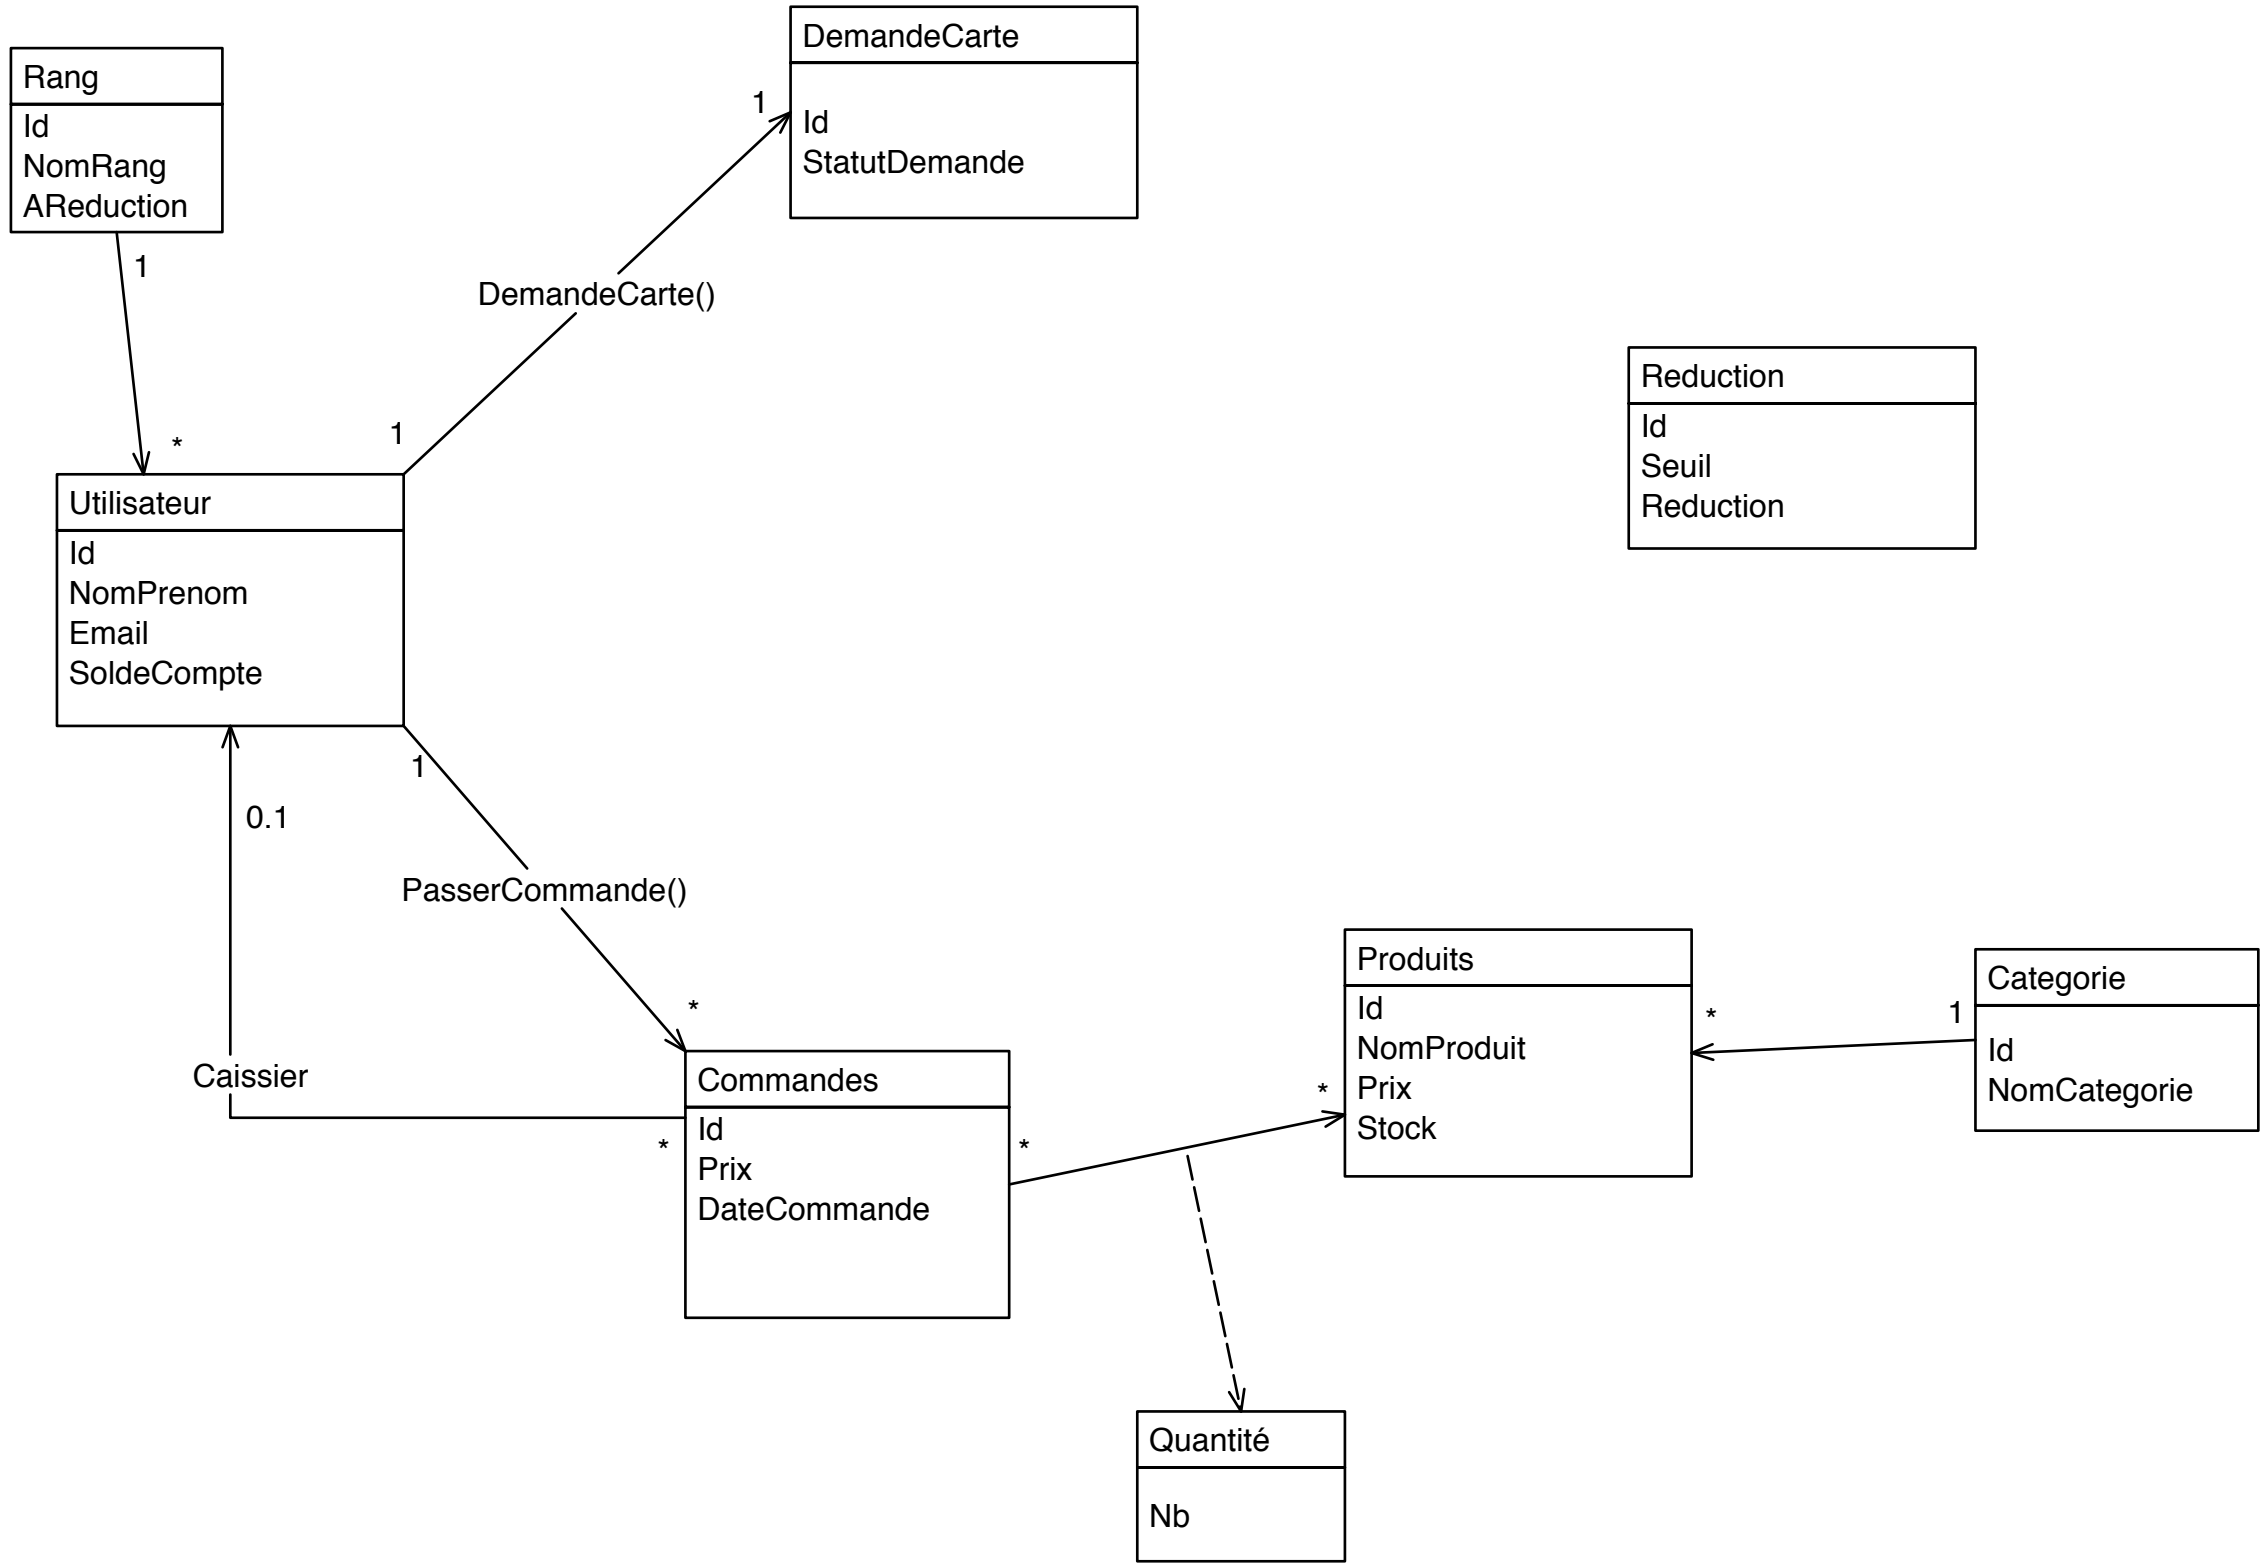 DemandeCarte
Id
StatutDemande
Rang
Id
NomRang
AReduction
1
1
DemandeCarte()
1
*
Reduction
Id
Seuil
Reduction
Utilisateur
Id
NomPrenom
Email
SoldeCompte
1
0.1
PasserCommande()
*
Caissier
*
Commandes
Id
Prix
DateCommande
*
*
Produits
Id
NomProduit
Prix
Stock
*
1
Categorie
Id
NomCategorie
Quantité
Nb